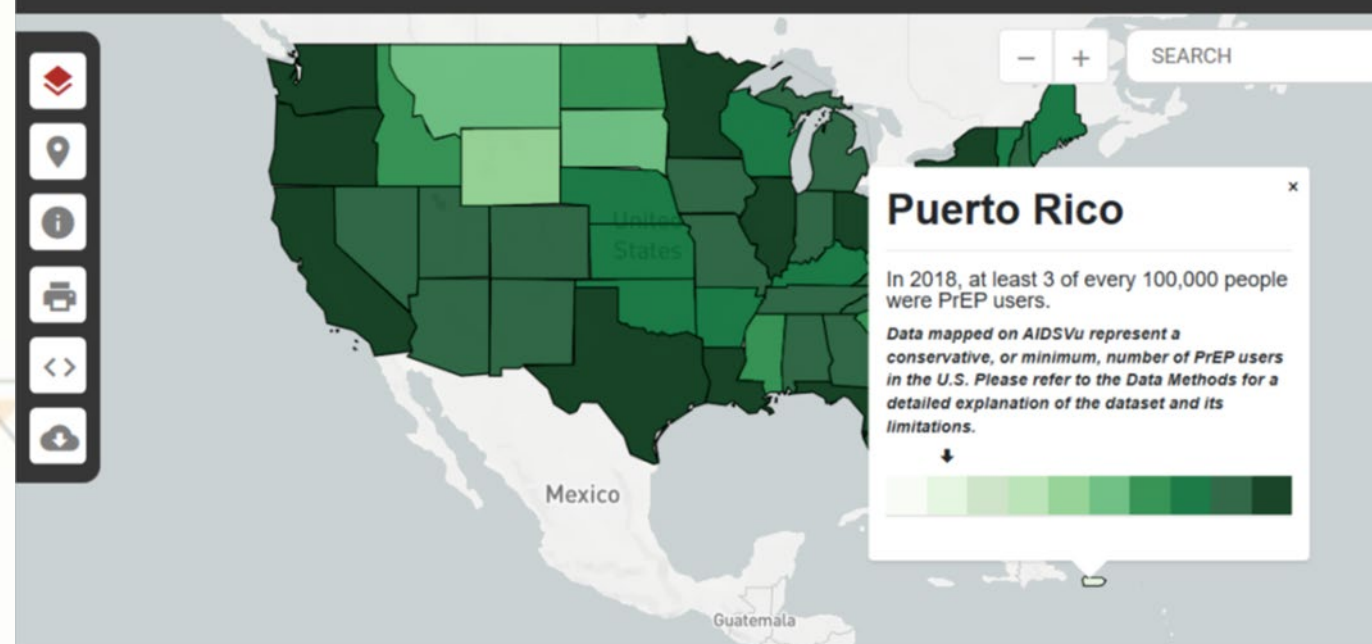 SEARCH
United
States
Puerto Rico
×
In 2018, at least 3 of every 100,000 people
were PrEP users.
Data mapped on AIDSVu represent a
conservative, or minimum, number of PrEP users
in the U.S. Please refer to the Data Methods for a
detailed explanation of the dataset and its
limitations.
Mexico
Guatemala